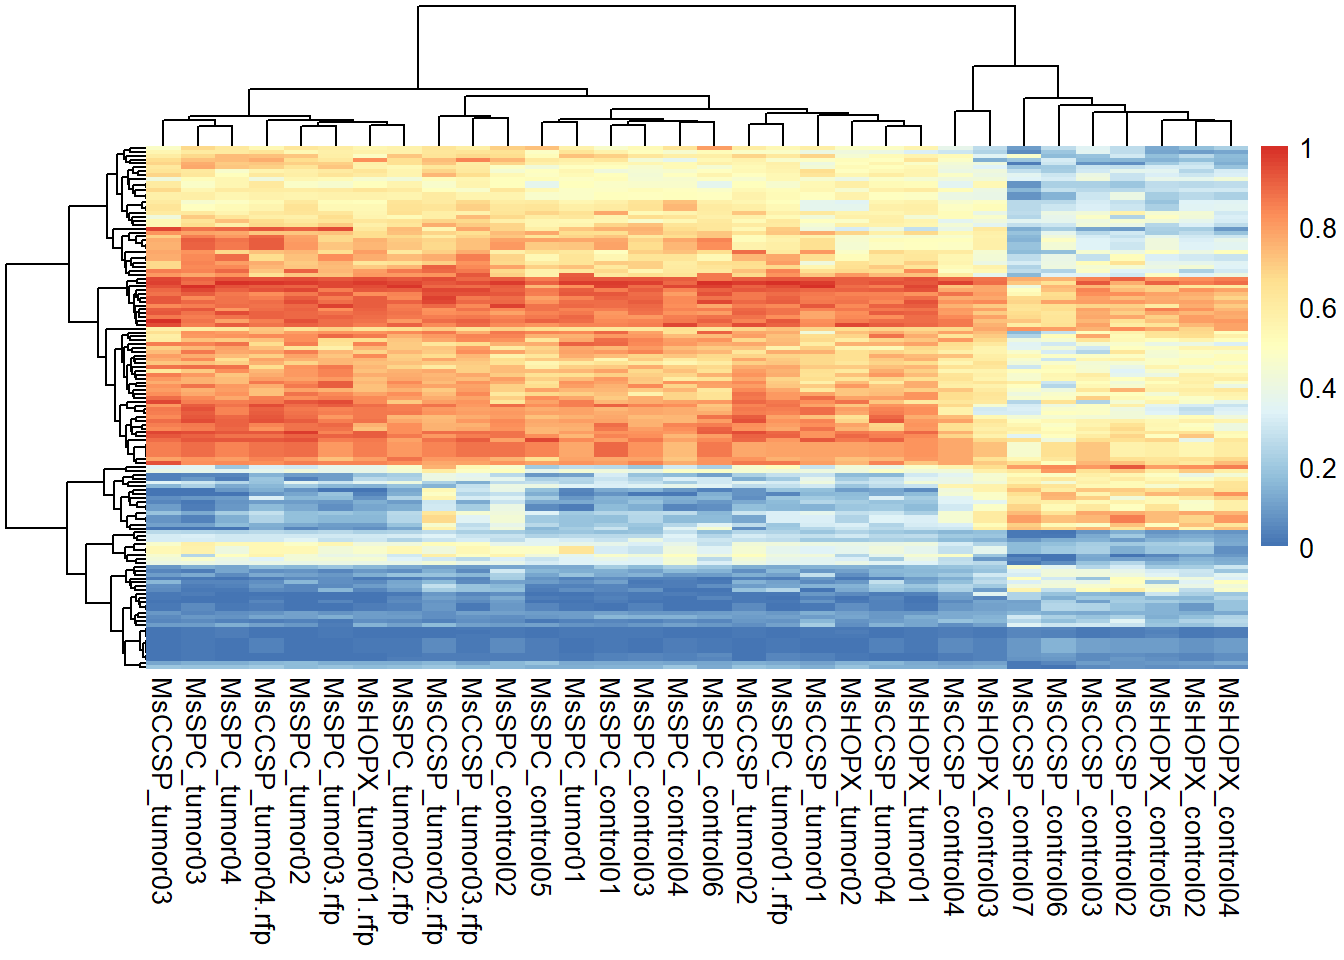 1
0.8
0.6
0.4
0.2
0
MsCCSP_tumor03
MsSPC_tumor03
MsSPC_tumor04
MsCCSP_tumor04.rfp
MsSPC_tumor02
MsSPC_tumor03.rfp
MsHOPX_tumor01.rfp
MsSPC_tumor02.rfp
MsCCSP_tumor02.rfp
MsCCSP_tumor03.rfp
MsSPC_control02
MsSPC_control05
MsSPC_tumor01
MsSPC_control01
MsSPC_control03
MsSPC_control04
MsSPC_control06
MsCCSP_tumor02
MsSPC_tumor01.rfp
MsCCSP_tumor01
MsHOPX_tumor02
MsCCSP_tumor04
MsHOPX_tumor01
MsCCSP_control04
MsHOPX_control03
MsCCSP_control07
MsCCSP_control06
MsCCSP_control03
MsCCSP_control02
MsHOPX_control05
MsHOPX_control02
MsHOPX_control04